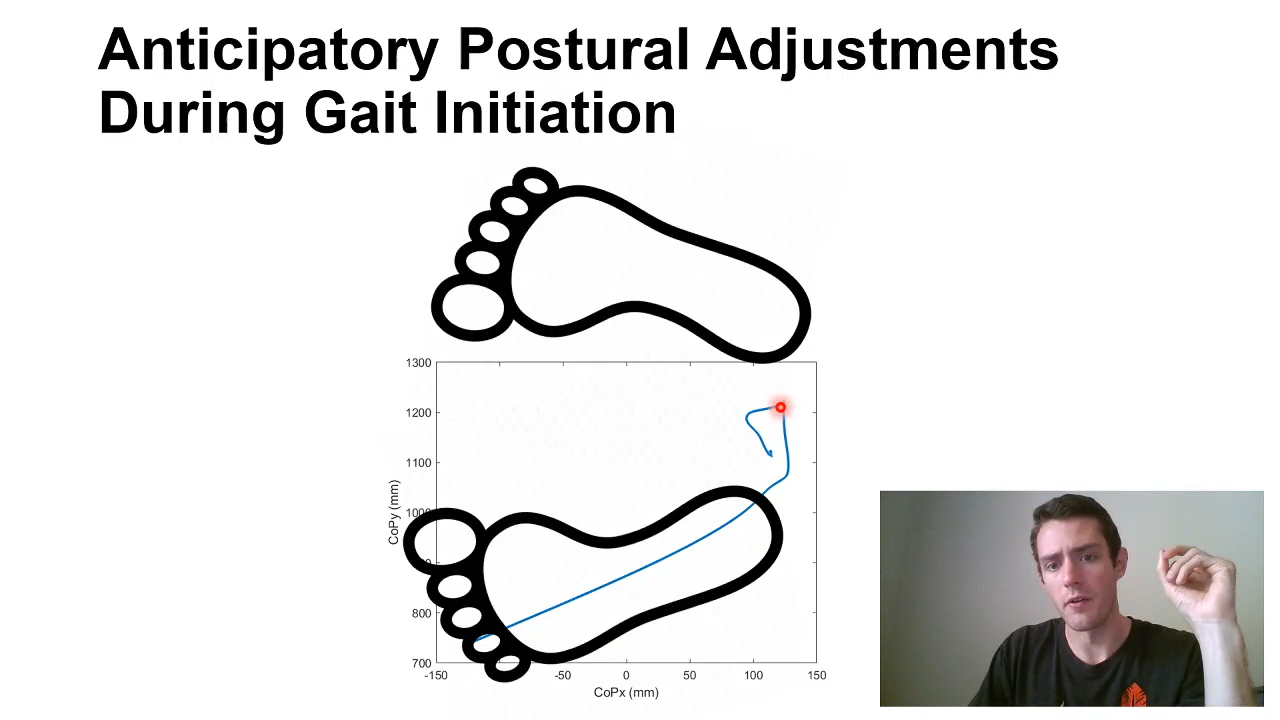 Anticipatory Postural Adjustments
During Gait Initiation
1300
1200
1100
800
700
-150
-50
0
50
100
150
CoPx (mm)
CoPy (mm)